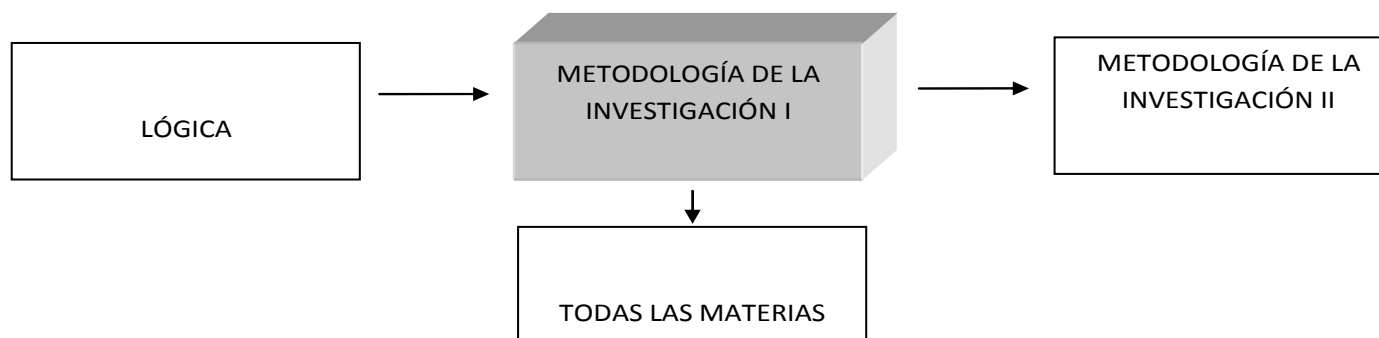 LÓGICA
METODOLOGÍA DE LA
INVESTIGACIÓN I
METODOLOGÍA DE LA
INVESTIGACIÓN II
TODAS LAS MATERIAS